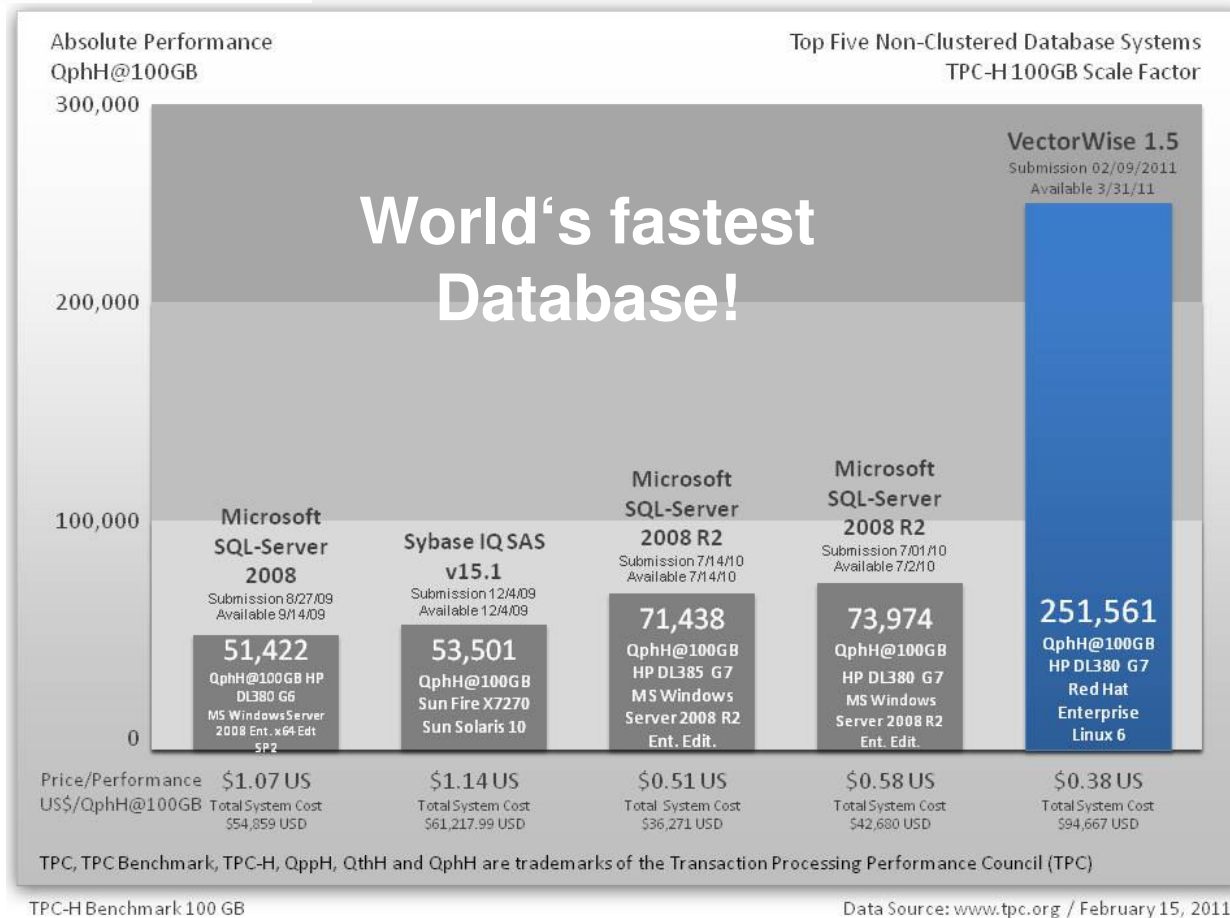 Absolute Performance
QphH@100GB
Top Five Non-Clustered Database Systems
TPC-H 100GB Scale Factor
300,000
200,000
100,000
0
World‘s fastest
Database!
Microsoft
SQL-Server
2008
Submission 8/27/09
Available 9/14/09
51,422
QphH@100GB HP
DL380 G6
MS Windows Server
2008 Ent. x64 Edt
SP2
Sybase IQ SAS
v15.1
Submission 12/4/09
Available 12/4/09
53,501
QphH@100GB
Sun Fire X7270
Sun Solaris 10
Microsoft
SQL-Server
2008 R2
Submission 7/14/10
Available 7/14/10
71,438
QphH@100GB
HP DL385 G7
MS Windows
Server 2008 R2
Ent. Edit.
Microsoft
SQL-Server
2008 R2
Submission 7/01/10
Available 7/2/10
73,974
QphH@100GB
HP DL380 G7
MS Windows
Server 2008 R2
Ent. Edit.
VectorWise 1.5
Submission 02/09/2011
Available 3/31/11
251,561
QphH@100GB
HP DL380 G7
Red Hat
Enterprise
Linux 6
Price/Performance
US$/QphH@100GB
$1.07 US
Total System Cost
$54,859 USD
$1.14 US
Total System Cost
$61,217.99 USD
$0.51 US
Total System Cost
$36,271 USD
$0.58 US
Total System Cost
$42,680 USD
$0.38 US
Total System Cost
$94,667 USD
TPC, TPC Benchmark, TPC-H, QppH, QthH and QphH are trademarks of the Transaction Processing Performance Council (TPC)
TPC-H Benchmark 100 GB
Data Source: www.tpc.org / February 15, 2011